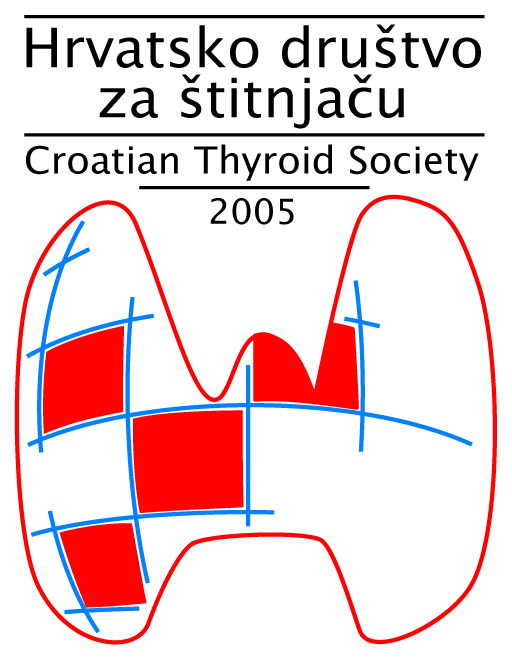 Hrvatsko društvo
za štitnjaču
Croatian Thyroid Society
2005